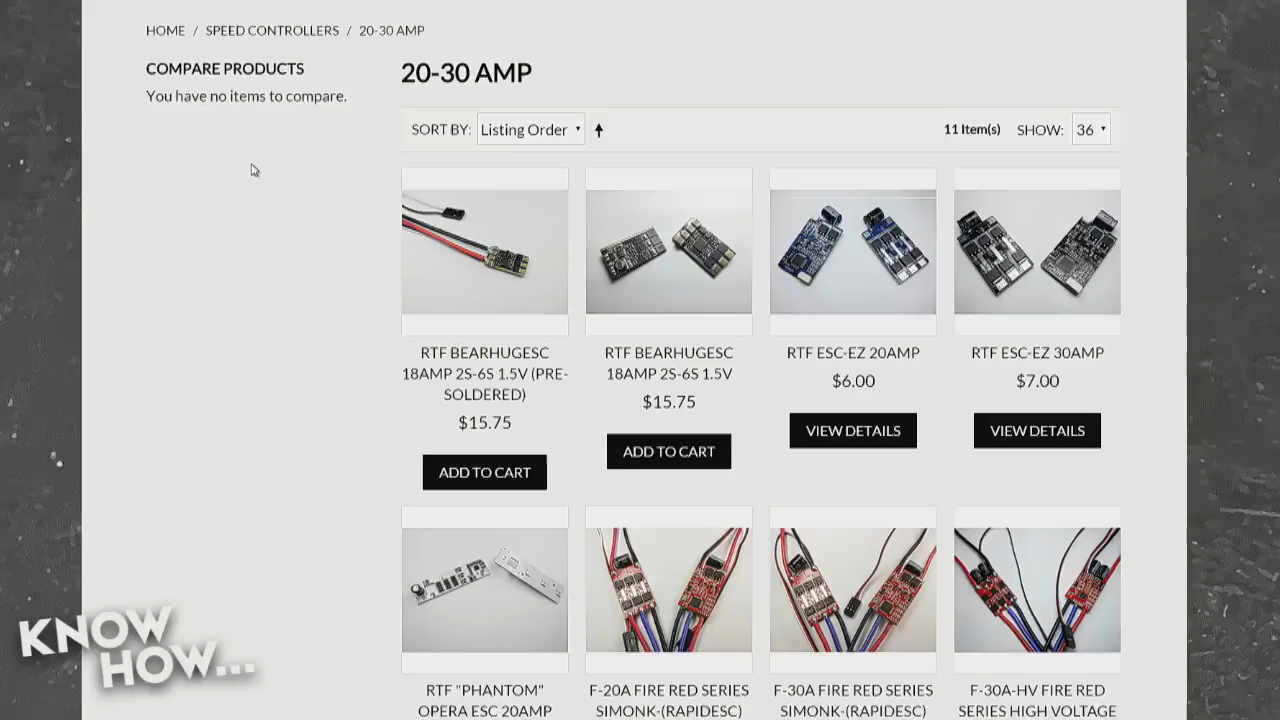 HOME / SPEED CONTROLLERS / 20-30 AMP
COMPARE PRODUCTS
You have no items to compare.
20-30 AMP
SORT BY: Listing Order
11 Item(s) SHOW: 36
RTF BEARHUGESC
18AMP 2S-6S 1.5V (PRE-
SOLDERED)
$15.75
ADD TO CART
RTF BEARHUGESC
18AMP 2S-6S 1.5V
$15.75
ADD TO CART
RTF ESC-EZ 20AMP
$6.00
VIEW DETAILS
RTF ESC-EZ 30AMP
$7.00
VIEW DETAILS
RTF "PHANTOM"
OPERA ESC 20AMP
F-20A FIRE RED SERIES
SIMONK-(RAPIDESC)
F-30A FIRE RED SERIES
SIMONK-(RAPIDESC)
F-30A-HV FIRE RED
SERIES HIGH VOLTAGE
KNOW
HOW...